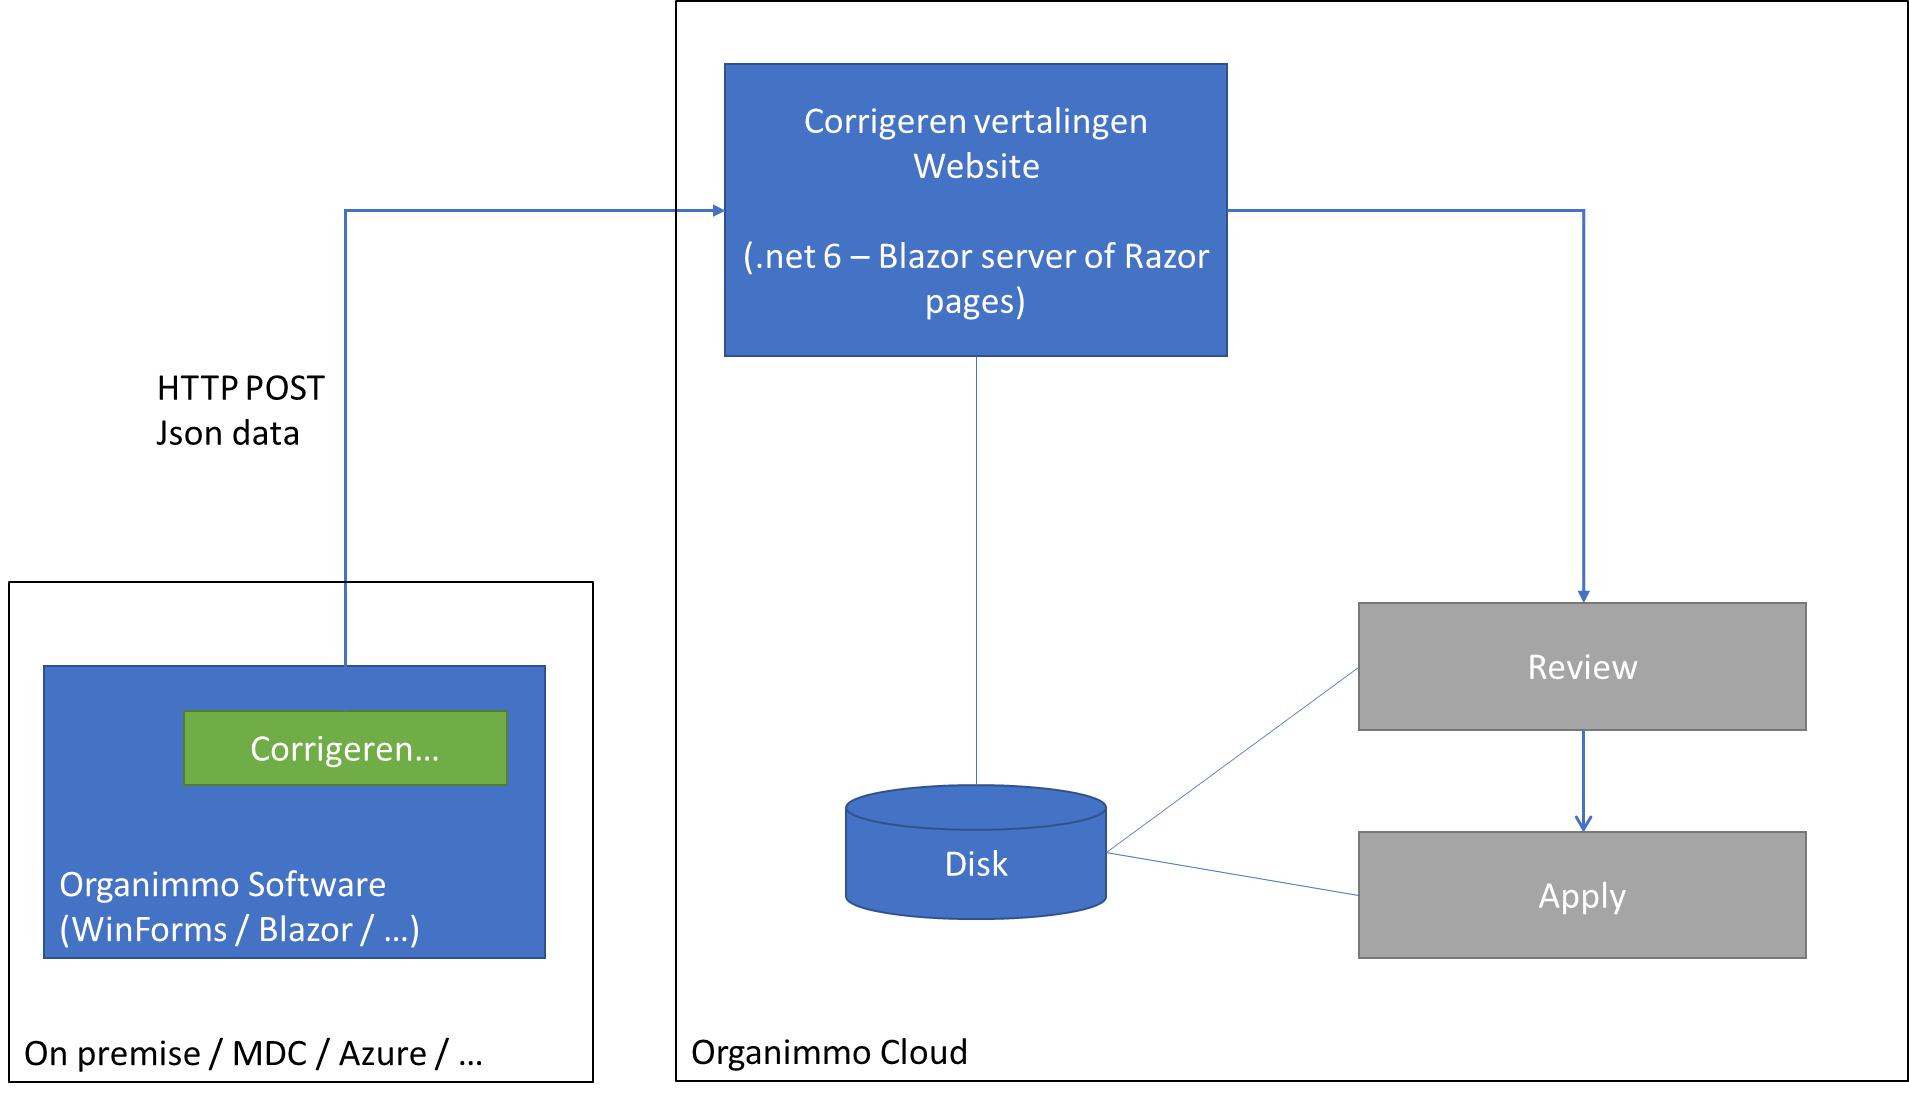 Corrigeren vertalingen
Website
(.net 6 – Blazor server of Razor
pages)
HTTP POST
Json data
Review
Corrigeren...
Disk
Organimmo Software
(WinForms / Blazor / ...)
Apply
On premise / MDC / Azure / ...
Organimmo Cloud